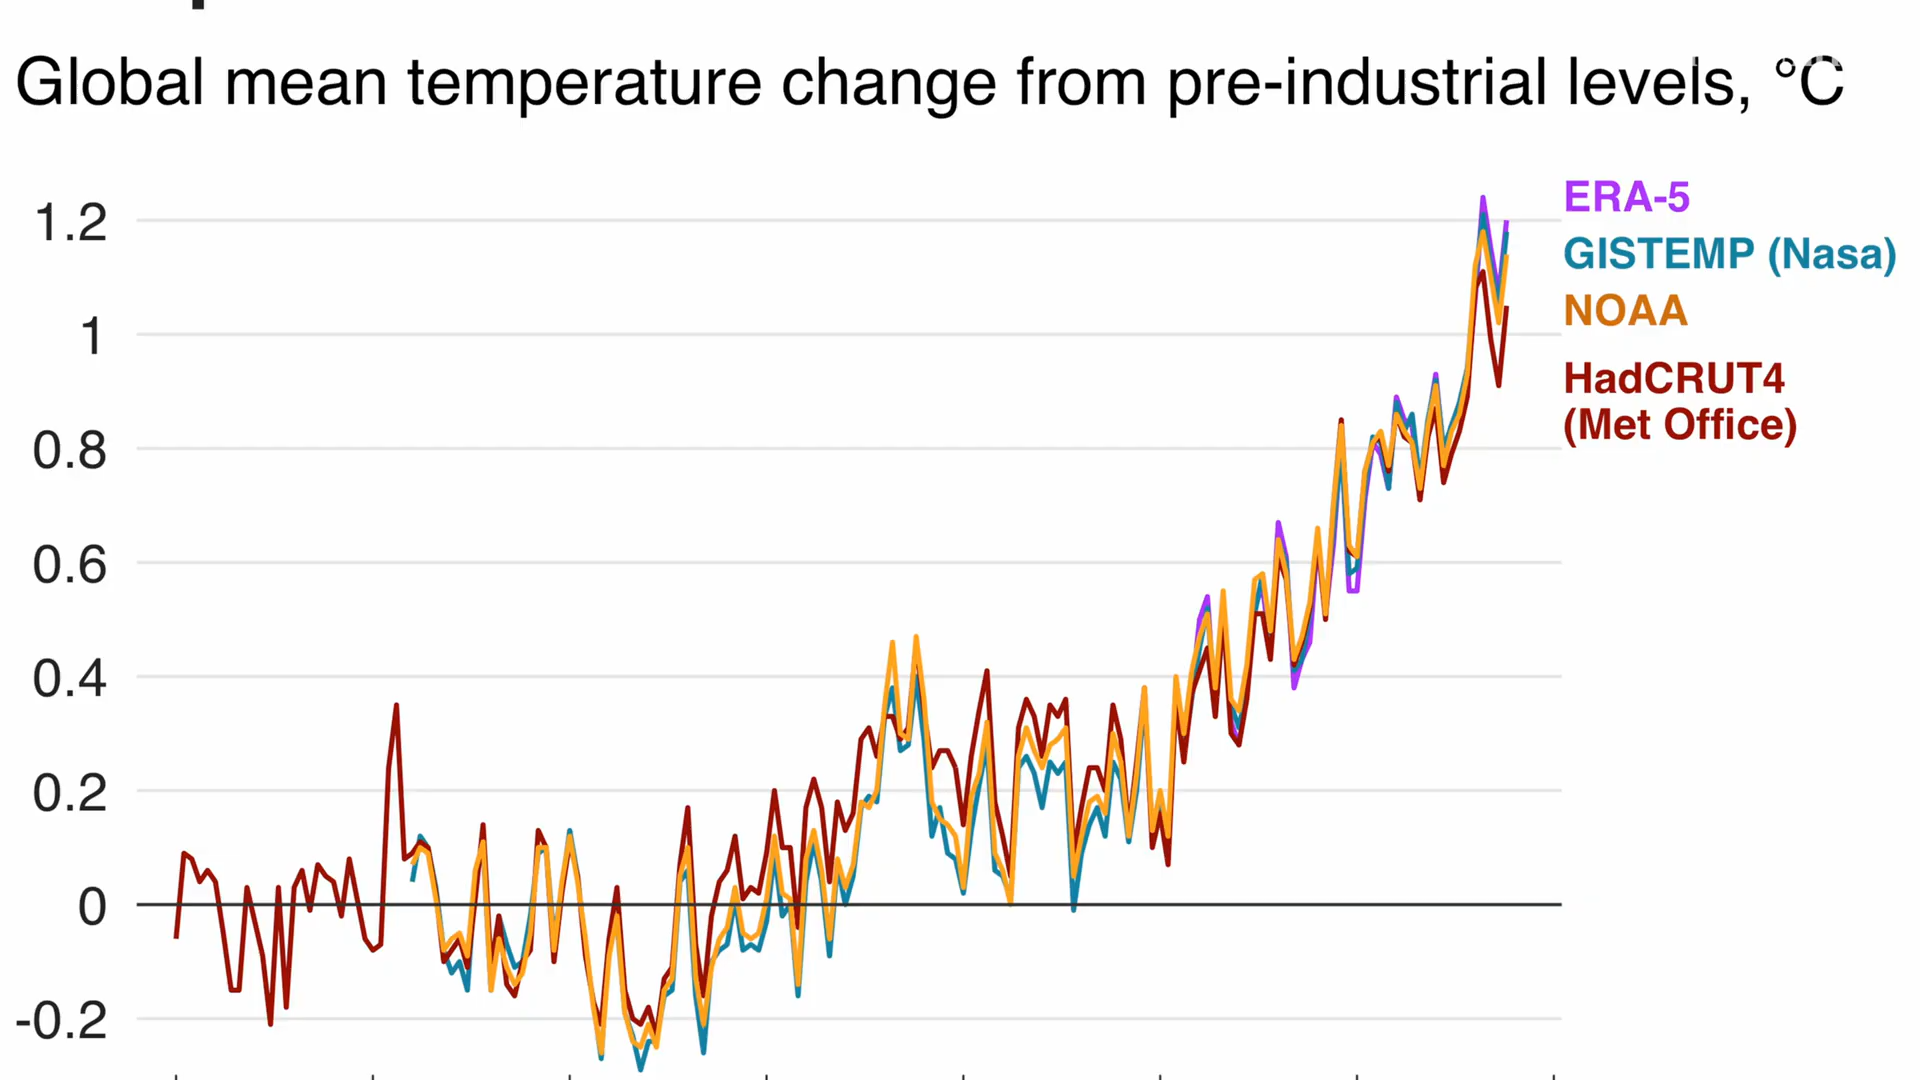 Global mean temperature change from pre-industrial levels, °C
1.2
ERA-5
GISTEMP (Nasa)
NOAA
1
HadCRUT4
(Met Office)
0.8
0.6
0.4
0.2
0
-0.2